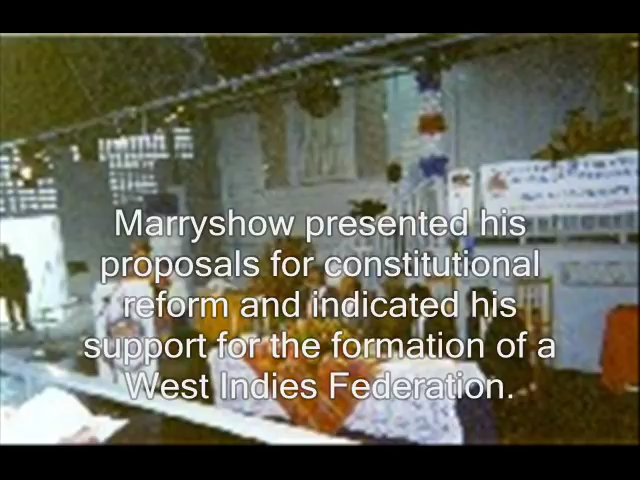 Marryshow presented his
proposals for constitutional
reform and indicated his
support for the formation of a
West Indies Federation.